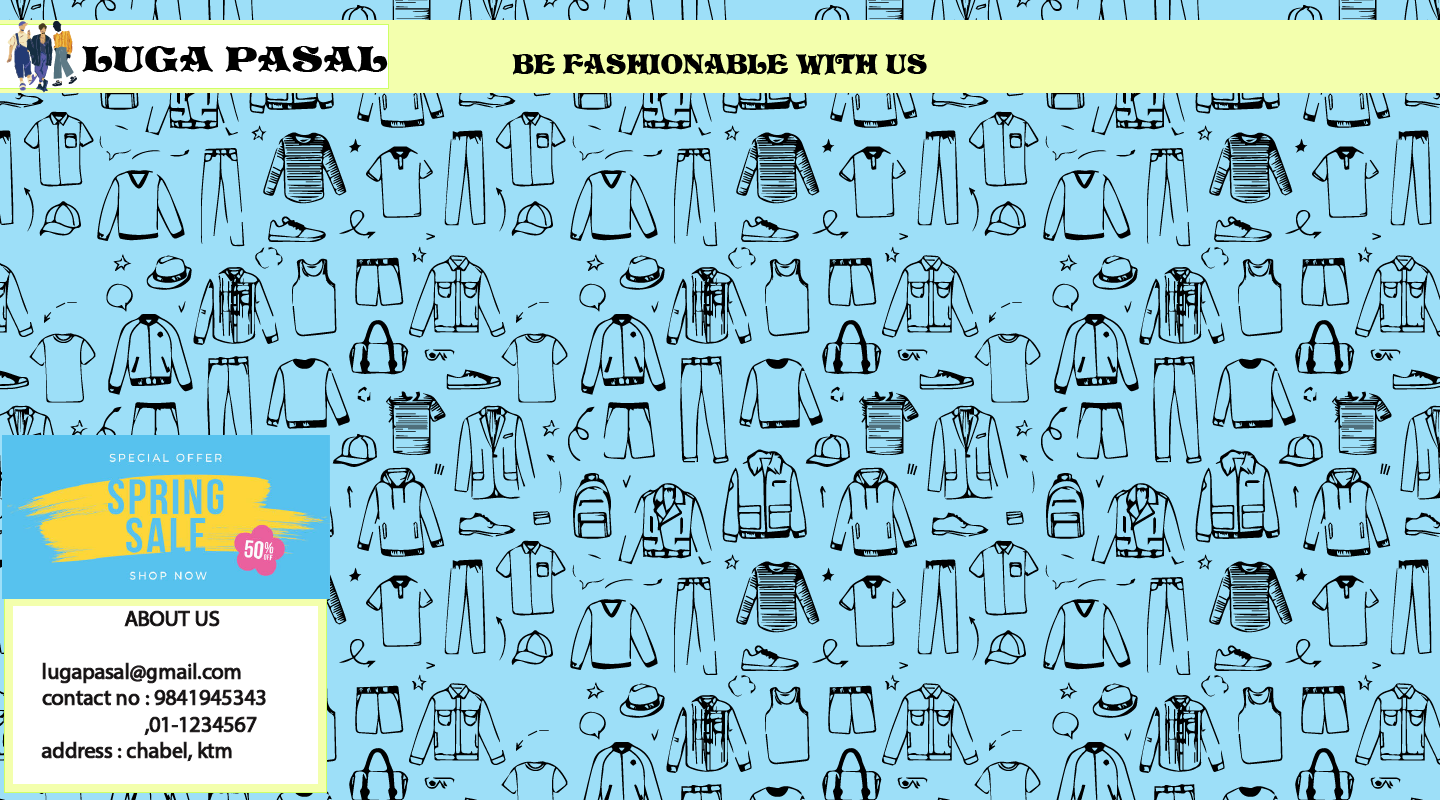 LUGA PASAL
BE FASHIONABLE WITH US
SPECIAL OFFER
SPRING
SALE
50%
OFF
SHOP NOW
ABOUT US
lugapasal@gmail.com
contact no : 9841945343
,01-1234567
address : chabel, ktm